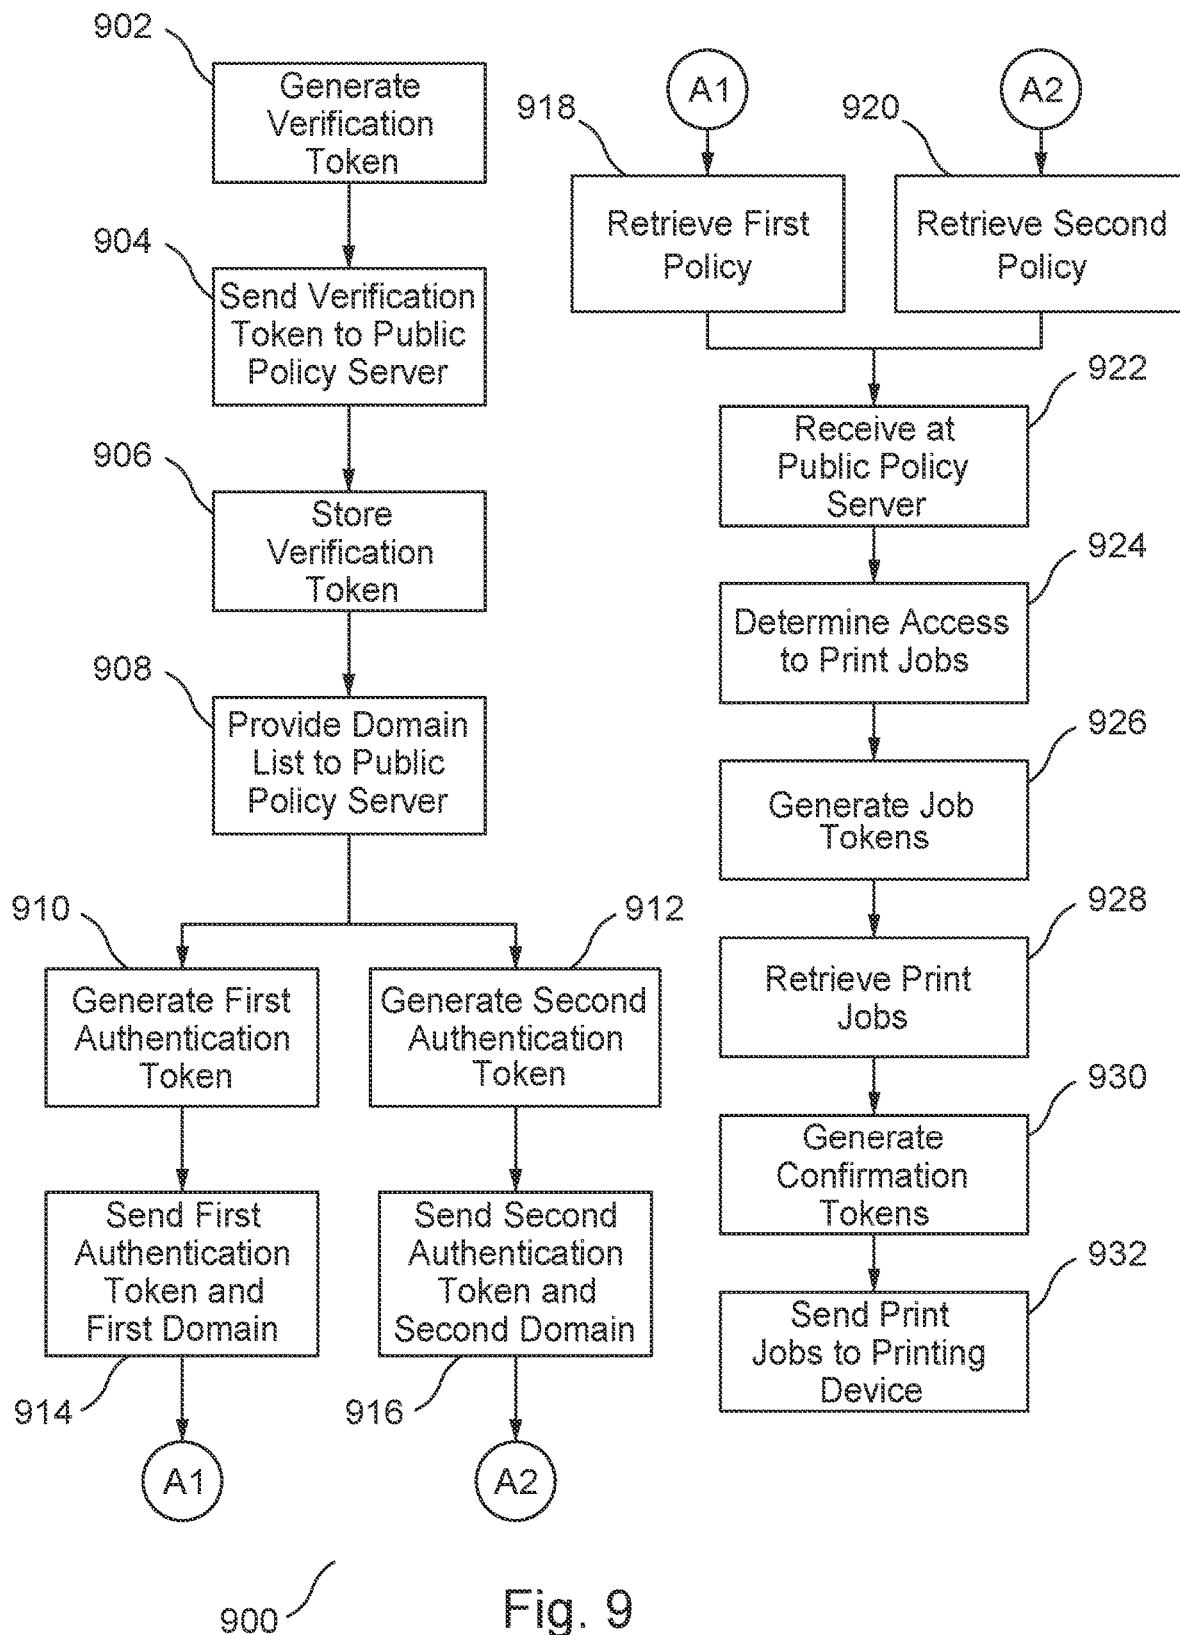 902
Generate
Verification
Token
904
Send Verification
Token to Public
Policy Server
906
Store
Verification
Token
908
Provide Domain
List to Public
Policy Server
910
Generate First
Authentication
Token
912
Generate Second
Authentication
Token
Send First
Authentication
Token and
First Domain
914
Send Second
Authentication
Token and
Second Domain
916
A1
A2
A1
918
Retrieve First
Policy
A2
920
Retrieve Second
Policy
922
Receive at
Public Policy
Server
924
Determine Access
to Print Jobs
926
Generate Job
Tokens
928
Retrieve Print
Jobs
930
Generate
Confirmation
Tokens
932
Send Print
Jobs to Printing
Device
900
Fig. 9